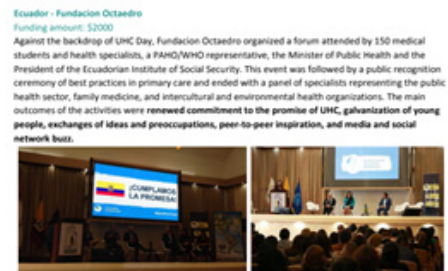 Ecuador - Fundacion Octaedro
Funding amount: $2000
Against the backdrop of UHC Day, Fundacion Octaedro organized a forum attended by 150 medical
students and health specialists, a PAHO/WHO representative, the Minister of Public Health and the
President of the Ecuadorian Institute of Social Security. This event was followed by a public recognition
ceremony of best practices in primary care and ended with a panel of specialists representing the public
health sector, family medicine, and intercultural and environmental health organizations. The main
outcomes of the activities were renewed commitment to the promise of UHC, galvanization of young
people, exchanges of ideas and preoccupations, peer-to-peer inspiration, and media and social
network buzz.
¡CUMPLAMOS
LA PROMESA!